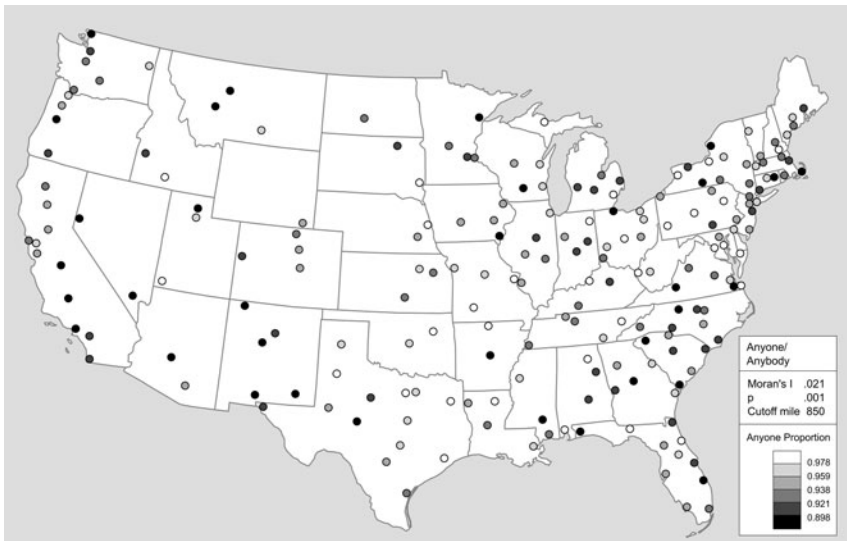 Anyone/
Anybody
Moran's I .021
p .001
Cutoff mile 850
Anyone Proportion
0.978
0.959
0.938
0.921
0.898